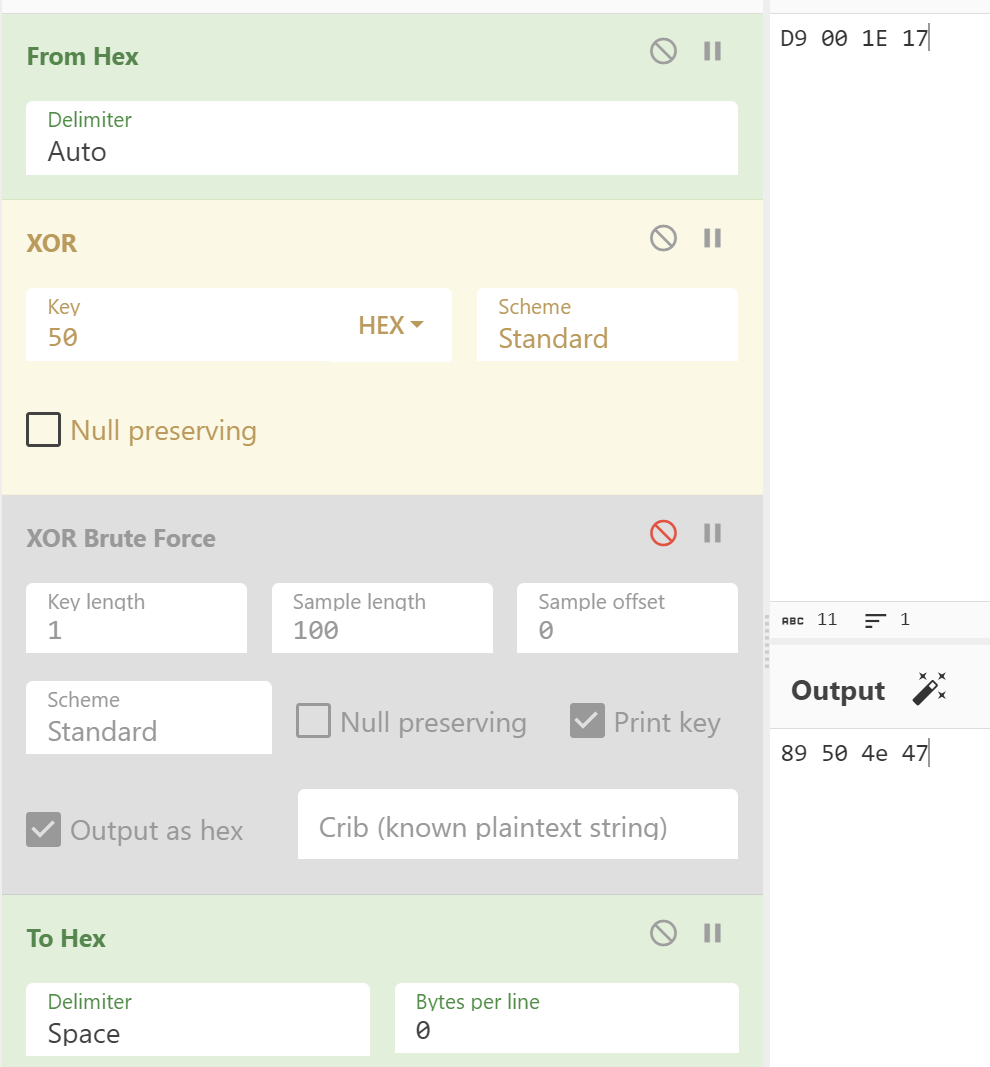 From Hex
Delimiter
Auto
XOR
Key
50
HEX
Scheme
Standard
Null preserving
XOR Brute Force
Key length
1
Sample length
100
Sample offset
0
Scheme
Standard
Null preserving
Print key
Output as hex
Crib (known plaintext string)
To Hex
Delimiter
Space
Bytes per line
0
D9 00 1E 17
ABC 11
1
Output
89 50 4e 47